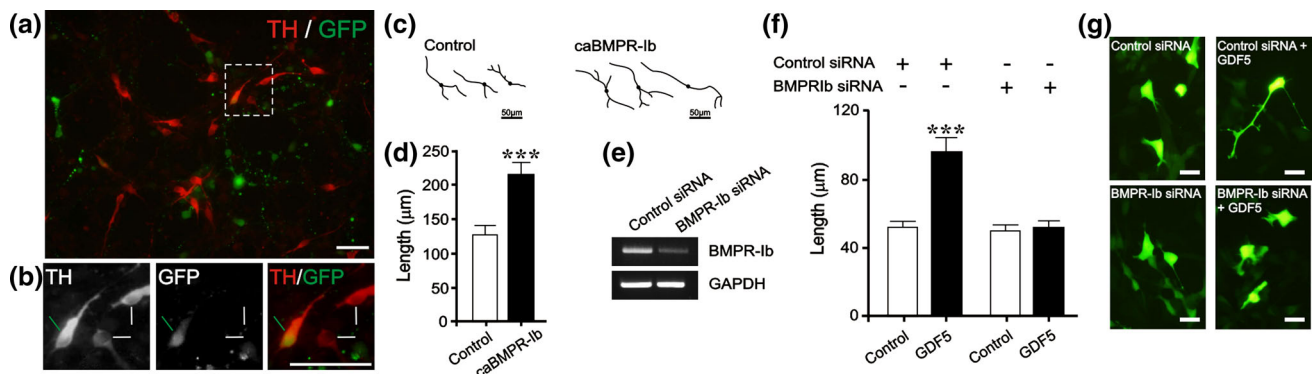 (a)
TH / GFP
(b)
TH
GFP
TH/GFP
(c)
Control
caBMPR-Ib
50µm
50µm
(d)
Length (µm)
250
200
150
100
50
0
***
Control
caBMPR-Ib
(e)
Control siRNA
BMPR-Ib siRNA
BMPR-Ib
GAPDH
(f)
Control siRNA + + - -
BMPRIb siRNA - - + +
Length (µm)
120
80
40
0
***
Control
GDF5
Control
GDF5
(g)
Control siRNA
Control siRNA +
GDF5
BMPR-Ib siRNA
BMPR-Ib siRNA
+ GDF5